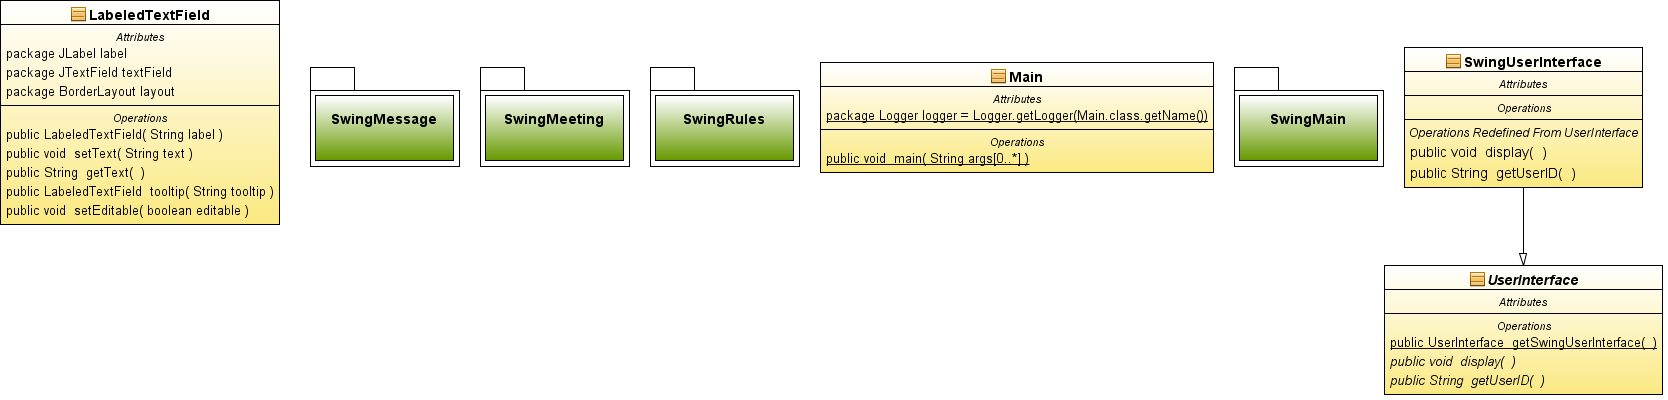 LabeledTextField
Attributes
package JLabel label
package JTextField textField
package BorderLayout layout
Operations
public LabeledTextField( String label )
public void  setText( String text )
public String  getText(  )
public LabeledTextField  tooltip( String tooltip )
public void  setEditable( boolean editable )
SwingMessage
SwingMeeting
SwingRules
Main
Attributes
package Logger logger = Logger.getLogger(Main.class.getName())
Operations
public void  main( String args[0..*] )
SwingMain
SwingUserInterface
Attributes
Operations
Operations Redefined From UserInterface
public void  display(  )
public String  getUserID(  )
UserInterface
Attributes
Operations
public UserInterface  getSwingUserInterface(  )
public void  display(  )
public String  getUserID(  )